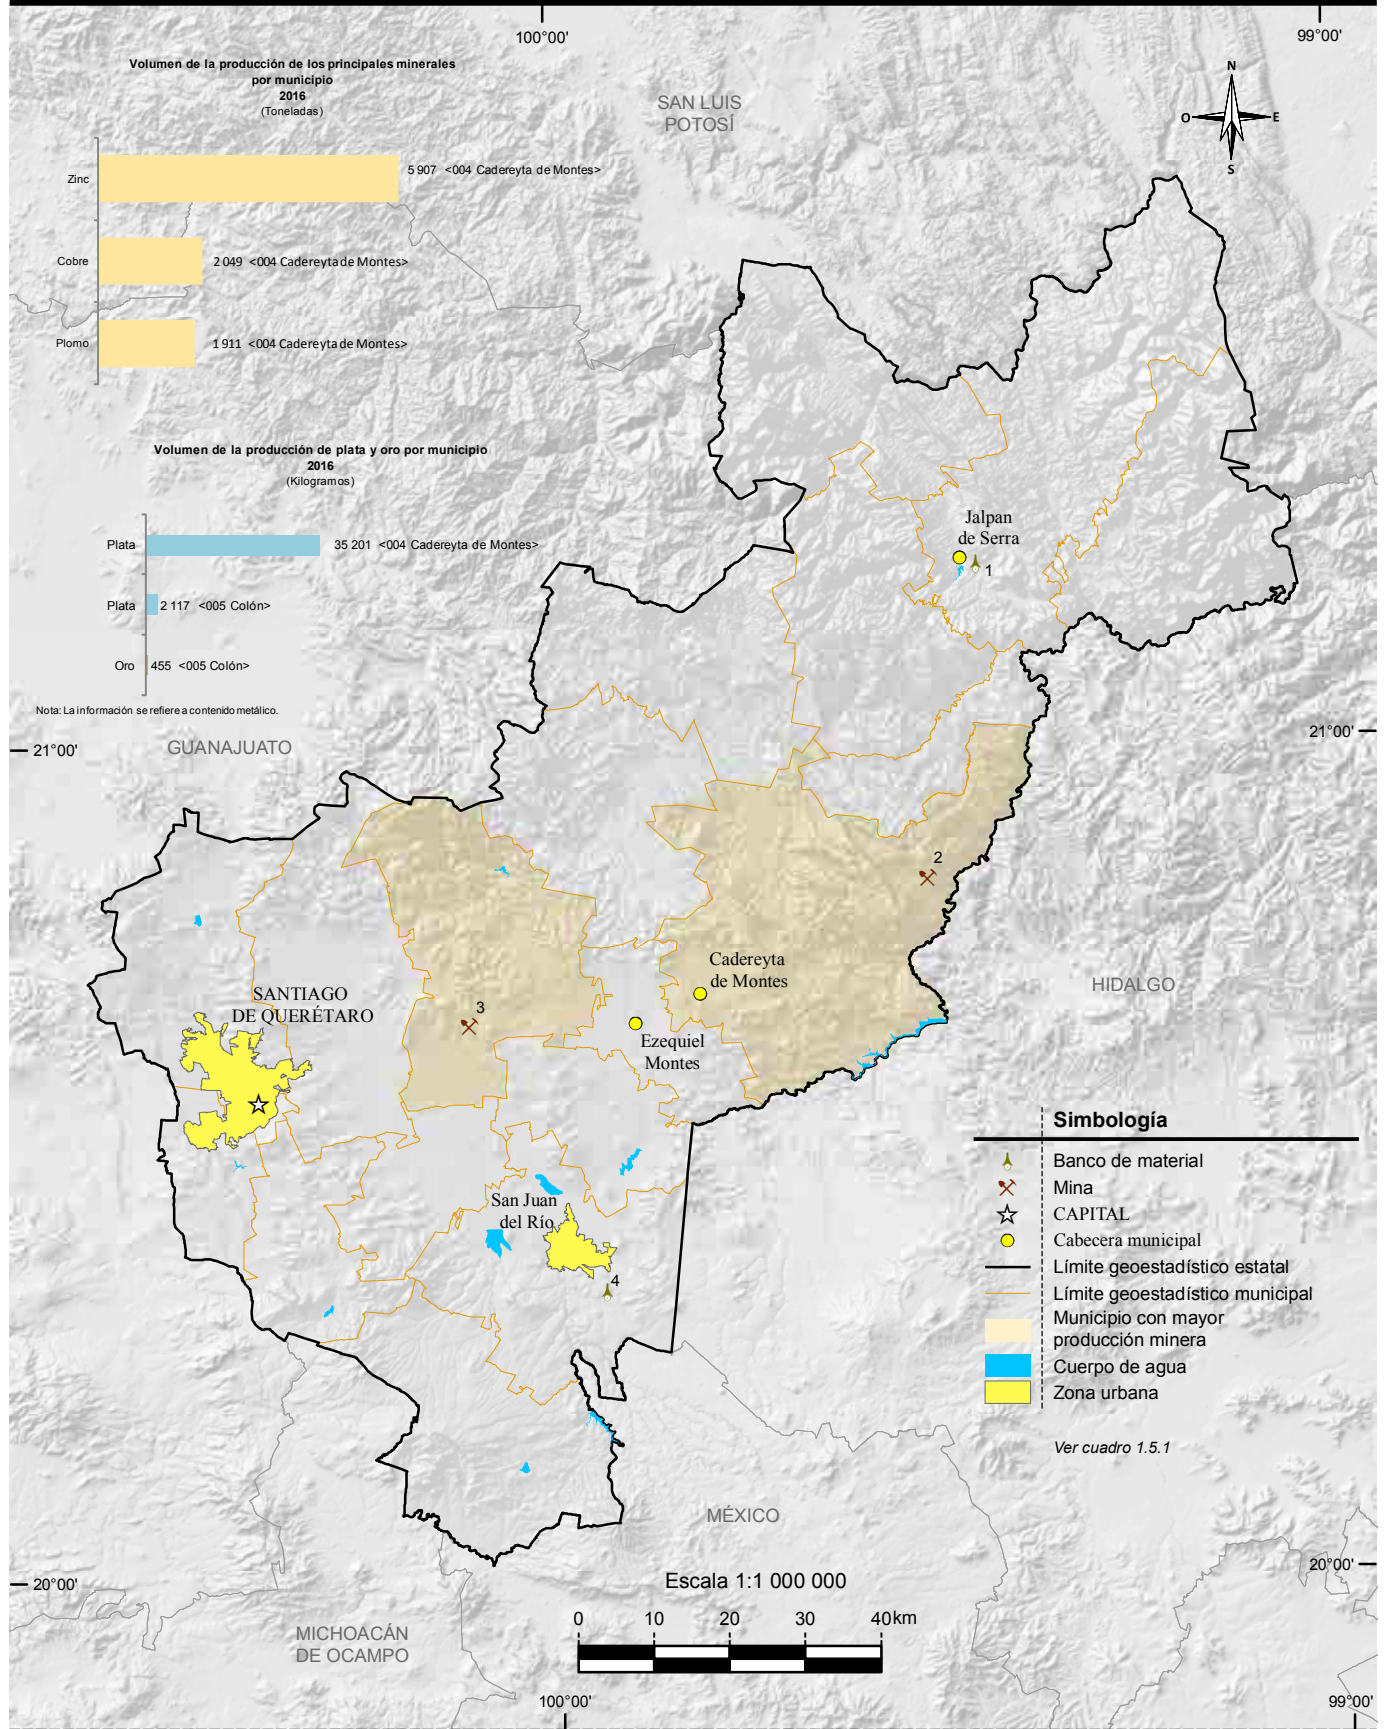 100°00'
99°00'
Volumen de la producción de los principales minerales
por municipio
2016
(Toneladas)
Zinc
5 907 <004 Cadereyta de Montes>
Cobre
2 049 <004 Cadereyta de Montes>
Plomo
1 911 <004 Cadereyta de Montes>
SAN LUIS
POTOSÍ
N
O
E
S
Volumen de la producción de plata y oro por municipio
2016
(Kilogramos)
Plata
35 201 <004 Cadereyta de Montes>
Plata
2 117 <005 Colón>
Oro
455 <005 Colón>
Nota: La información se refiere a contenido metálico.
Jalpan
de Serra
1
21°00'
GUANAJUATO
21°00'
2
Cadereyta
de Montes
HIDALGO
SANTIAGO
DE QUERÉTARO
3
Ezequiel
Montes
San Juan
del Río
4
Simbología
Banco de material
Mina
CAPITAL
Cabecera municipal
Límite geoestadístico estatal
Límite geoestadístico municipal
Municipio con mayor
producción minera
Cuerpo de agua
Zona urbana
Ver cuadro 1.5.1
MÉXICO
20°00'
20°00'
Escala 1:1 000 000
0 10 20 30 40 km
MICHOACÁN
DE OCAMPO
100°00'
99°00'